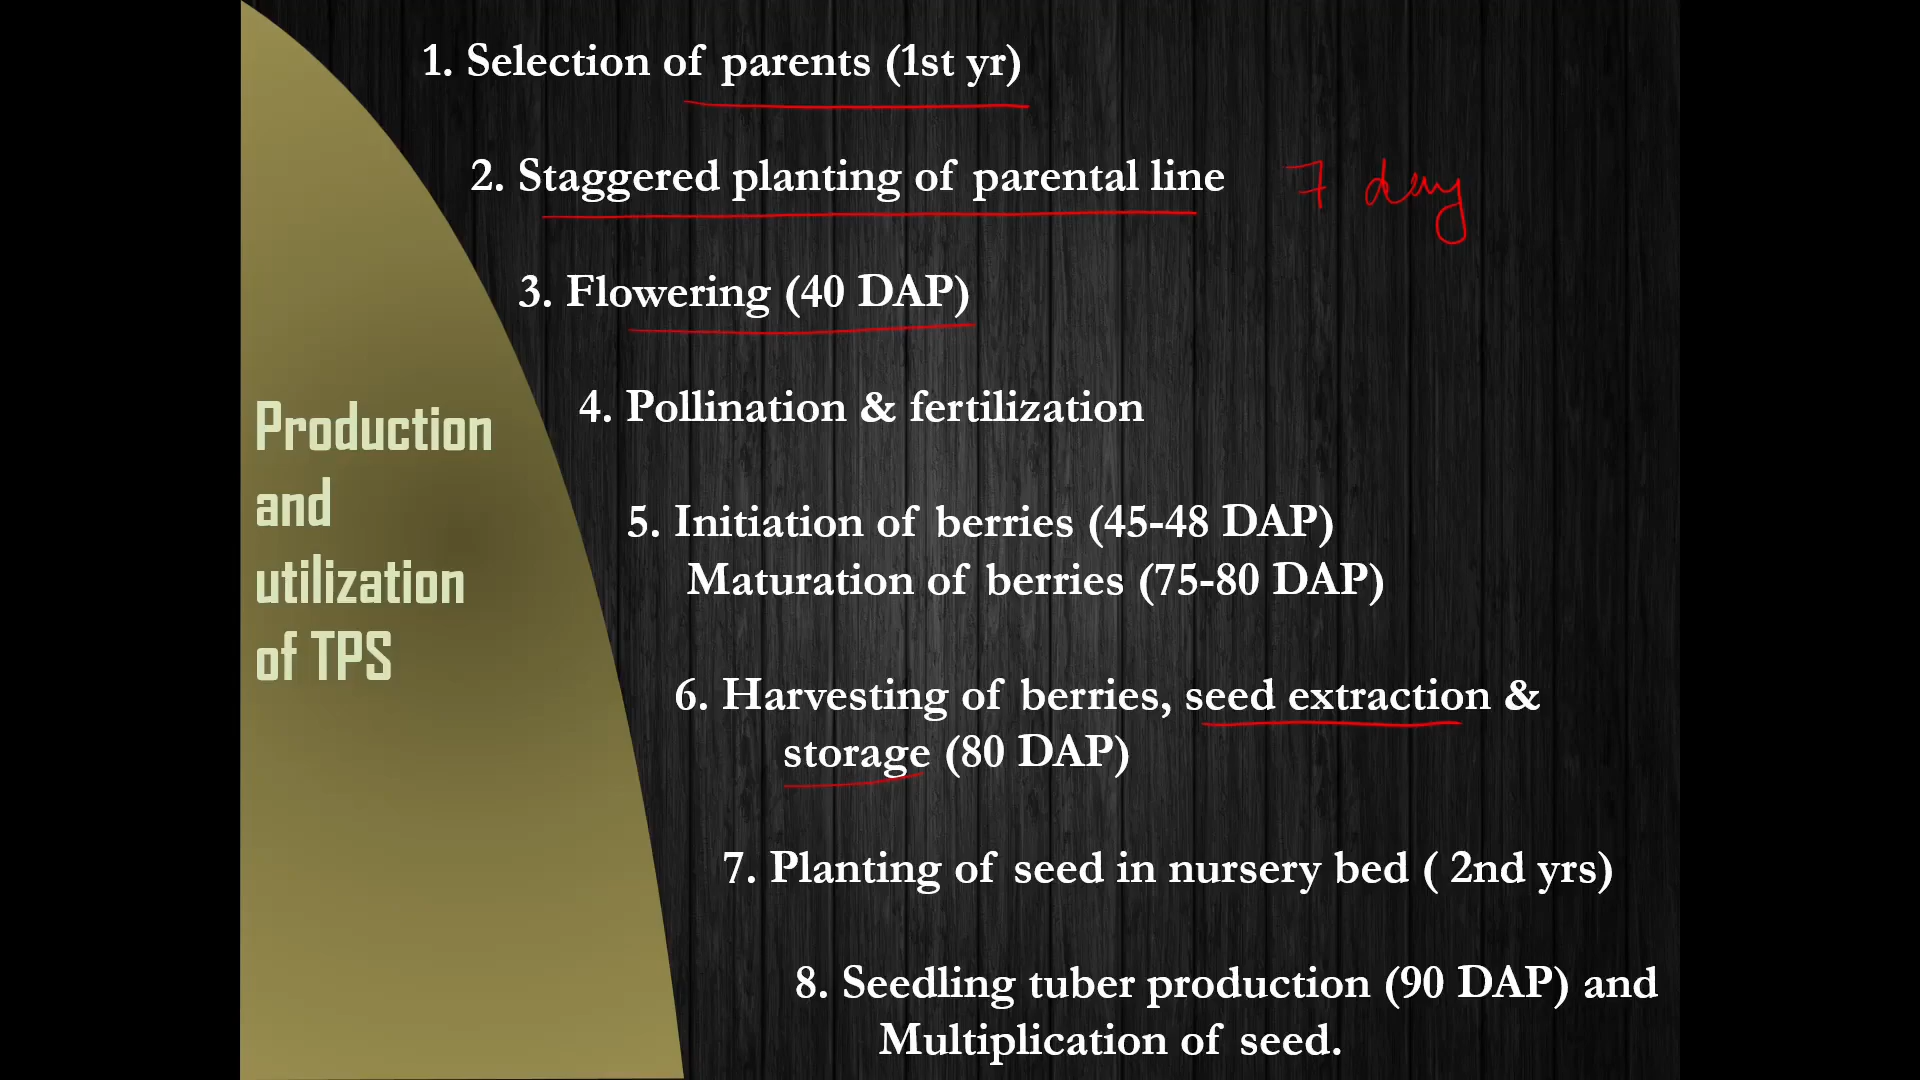 1. Selection of parents (1st yr)
2. Staggered planting of parental line 7 day
3. Flowering (40 DAP)
4. Pollination & fertilization
5. Initiation of berries (45-48 DAP)
Maturation of berries (75-80 DAP)
6. Harvesting of berries, seed extraction &
storage (80 DAP)
7. Planting of seed in nursery bed ( 2nd yrs)
8. Seedling tuber production (90 DAP) and
Multiplication of seed.
Production
and
utilization
of TPS